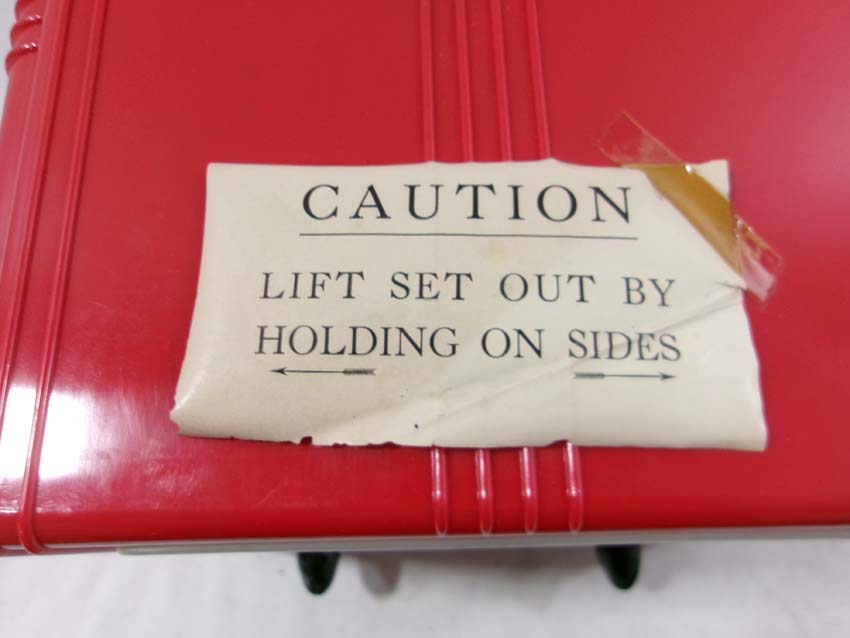 CAUTION
LIFT SET OUT BY
HOLDING ON SIDES